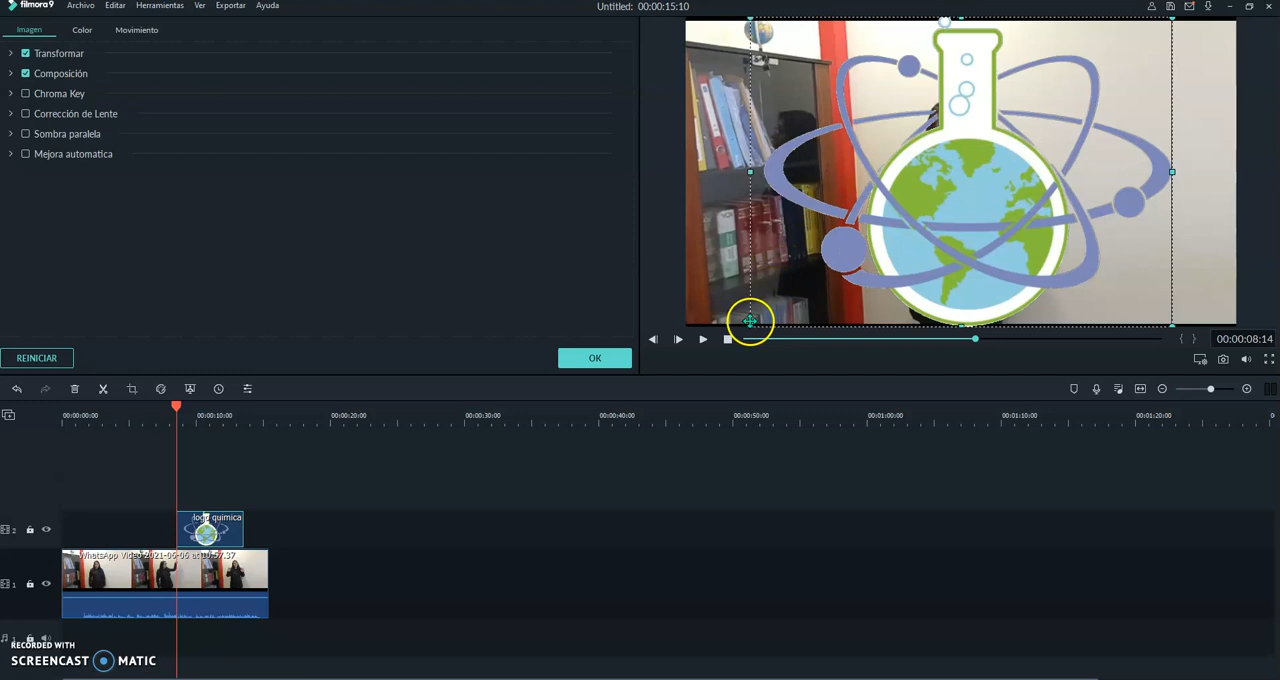 filmora9 Archivo Editar Herramientas Ver Exportar Ayuda Untitled: 00:00:15:10
Imagen Color Movimiento
Transformar
Composición
Chroma Key
Corrección de Lente
Sombra paralela
Mejora automatica
REINICIAR OK
00:00:08:14
00:00:00:00 00:00:10:00 00:00:20:00 00:00:30:00 00:00:40:00 00:00:50:00 00:01:00:00 00:01:10:00 00:01:20:00 0
2 logo quimica
WhatsApp Video 2021-06-06 at 10.57.37
1
1
RECORDED WITH
SCREENCAST MATIC